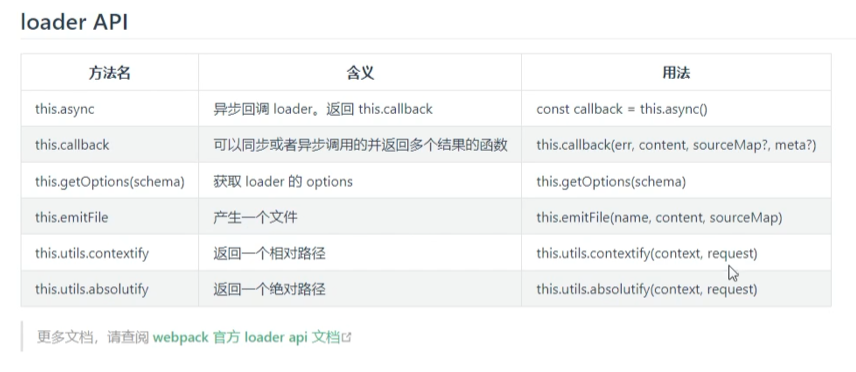 loader API
方法名 含义 用法
this.async 异步回调 loader。返回 this.callback const callback = this.async()
this.callback 可以同步或者异步调用的并返回多个结果的函数 this.callback(err, content, sourceMap?, meta?)
this.getOptions(schema) 获取 loader 的 options this.getOptions(schema)
this.emitFile 产生一个文件 this.emitFile(name, content, sourceMap)
this.utils.contextify 返回一个相对路径 this.utils.contextify(context, request)
this.utils.absolutify 返回一个绝对路径 this.utils.absolutify(context, request)
更多文档，请查阅 webpack 官方 loader api 文档